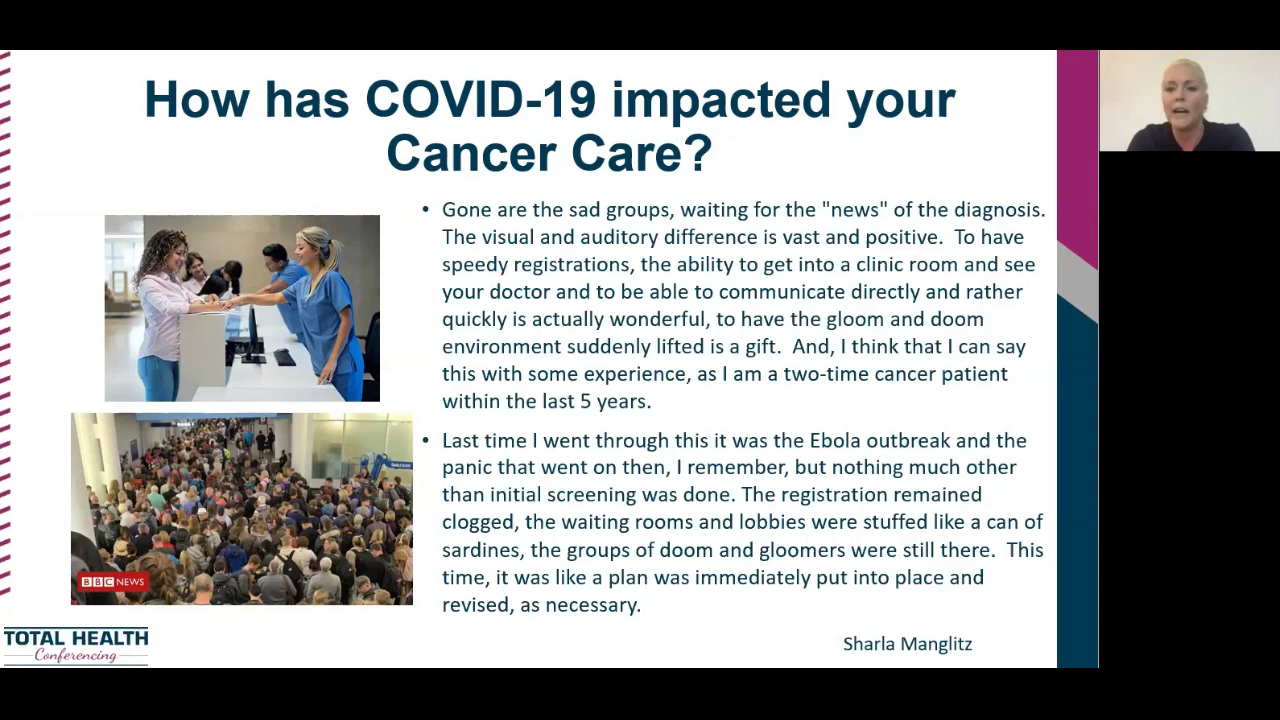 How has COVID-19 impacted your
Cancer Care?
• Gone are the sad groups, waiting for the "news" of the diagnosis.
The visual and auditory difference is vast and positive.  To have
speedy registrations, the ability to get into a clinic room and see
your doctor and to be able to communicate directly and rather
quickly is actually wonderful, to have the gloom and doom
environment suddenly lifted is a gift.  And, I think that I can say
this with some experience, as I am a two-time cancer patient
within the last 5 years.
• Last time I went through this it was the Ebola outbreak and the
panic that went on then, I remember, but nothing much other
than initial screening was done. The registration remained
clogged, the waiting rooms and lobbies were stuffed like a can of
sardines, the groups of doom and gloomers were still there.  This
time, it was like a plan was immediately put into place and
revised, as necessary.
BBC NEWS
Sharla Manglitz
TOTAL HEALTH
Conferencing